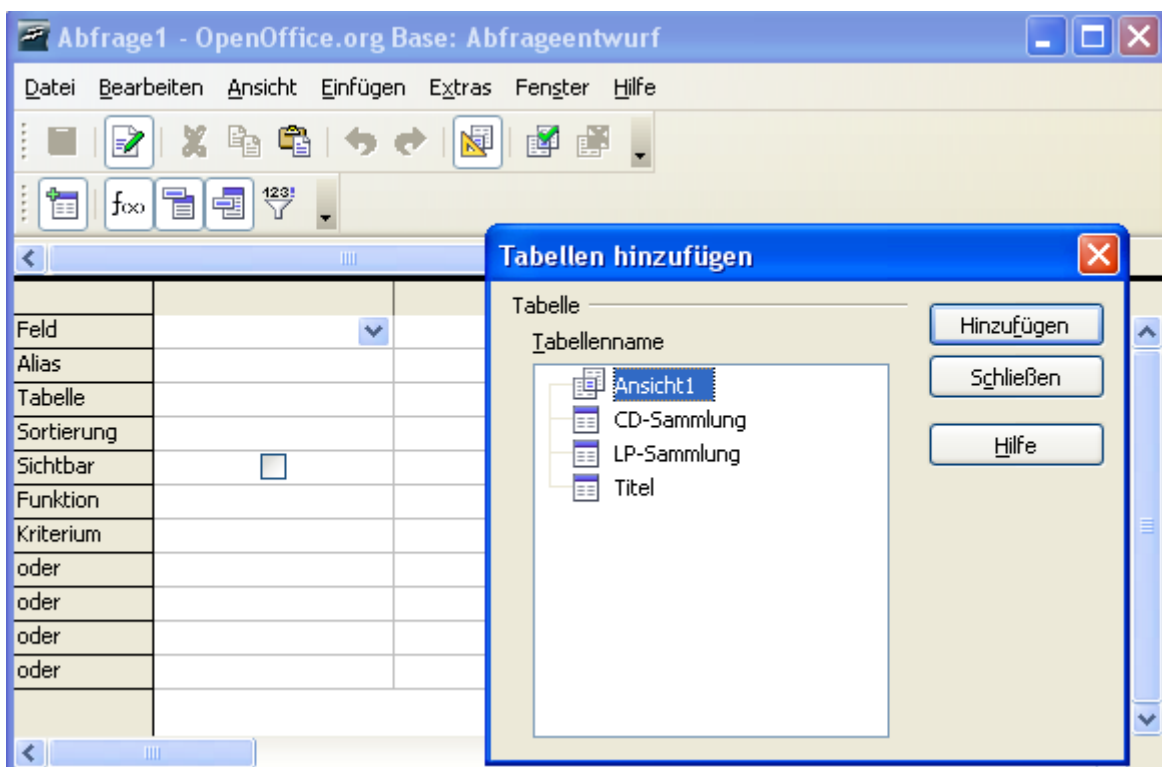 Abfrage1 - OpenOffice.org Base: Abfrageentwurf
Datei Bearbeiten Ansicht Einfügen Extras Fenster Hilfe
f(x) 123!
Tabellen hinzufügen
Tabelle
Tabellenname
Ansicht1
CD-Sammlung
LP-Sammlung
Titel
Hinzufügen
Schließen
Hilfe
Feld
Alias
Tabelle
Sortierung
Sichtbar
Funktion
Kriterium
oder
oder
oder
oder